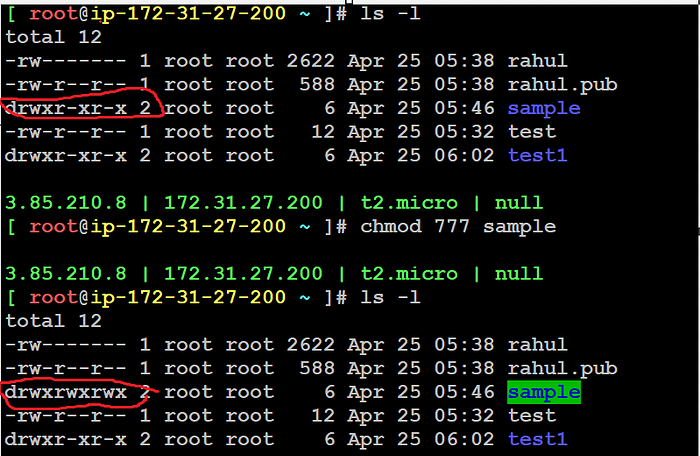 [ root@ip-172-31-27-200 ~ ]# ls -l
total 12
-rw------- 1 root root 2622 Apr 25 05:38 rahul
-rw-r--r-- 1 root root  588 Apr 25 05:38 rahul.pub
drwxr-xr-x 2 root root    6 Apr 25 05:46 sample
-rw-r--r-- 1 root root   12 Apr 25 05:32 test
drwxr-xr-x 2 root root    6 Apr 25 06:02 test1
3.85.210.8 | 172.31.27.200 | t2.micro | null
[ root@ip-172-31-27-200 ~ ]# chmod 777 sample
3.85.210.8 | 172.31.27.200 | t2.micro | null
[ root@ip-172-31-27-200 ~ ]# ls -l
total 12
-rw------- 1 root root 2622 Apr 25 05:38 rahul
-rw-r--r-- 1 root root  588 Apr 25 05:38 rahul.pub
drwxrwxrwx 2 root root    6 Apr 25 05:46 sample
-rw-r--r-- 1 root root   12 Apr 25 05:32 test
drwxr-xr-x 2 root root    6 Apr 25 06:02 test1